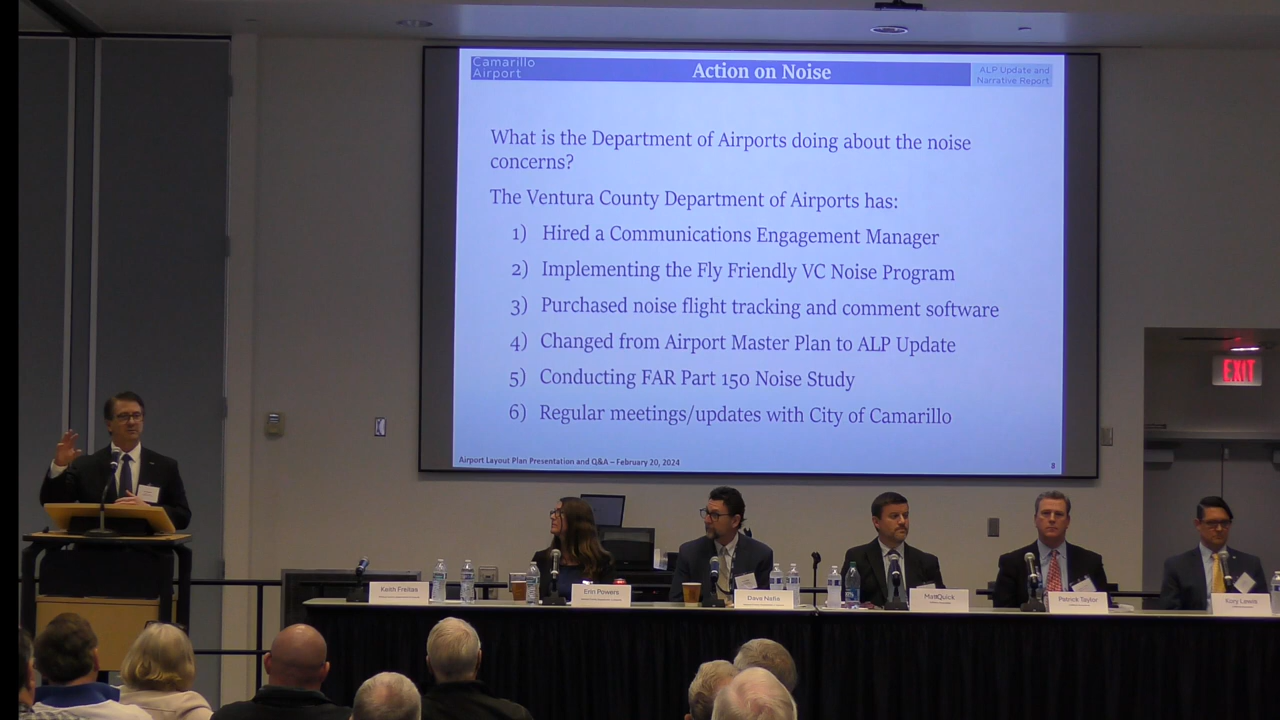 Camarillo
Airport
Action on Noise
ALP Update and
Narrative Report
What is the Department of Airports doing about the noise
concerns?
The Ventura County Department of Airports has:
1) Hired a Communications Engagement Manager
2) Implementing the Fly Friendly VC Noise Program
3) Purchased noise flight tracking and comment software
4) Changed from Airport Master Plan to ALP Update
5) Conducting FAR Part 150 Noise Study
6) Regular meetings/updates with City of Camarillo
Airport Layout Plan Presentation and Q&A – February 20, 2024
8
EXIT
Keith Freitas
Erin Powers
Dave Nafie
Matt Quick
Patrick Taylor
Kory Lewis